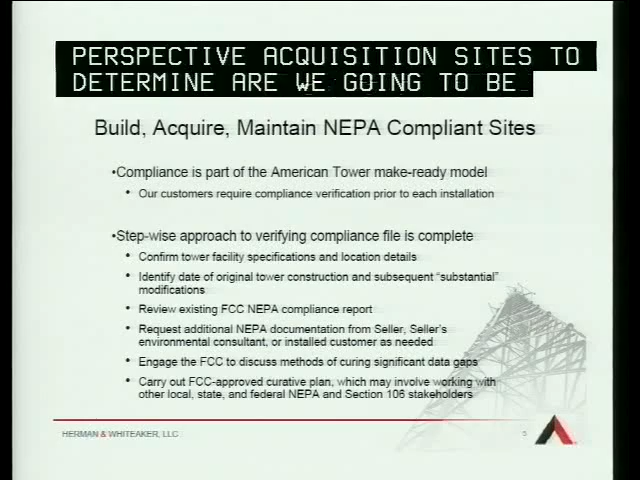 PERSPECTIVE ACQUISITION SITES TO
DETERMINE ARE WE GOING TO BE
Build, Acquire, Maintain NEPA Compliant Sites
•Compliance is part of the American Tower make-ready model
• Our customers require compliance verification prior to each installation
•Step-wise approach to verifying compliance file is complete
• Confirm tower facility specifications and location details
• Identify date of original tower construction and subsequent “substantial”
modifications
• Review existing FCC NEPA compliance report
• Request additional NEPA documentation from Seller, Seller's
environmental consultant, or installed customer as needed
• Engage the FCC to discuss methods of curing significant data gaps
• Carry out FCC-approved curative plan, which may involve working with
other local, state, and federal NEPA and Section 106 stakeholders
HERMAN & WHITEAKER, LLC
5